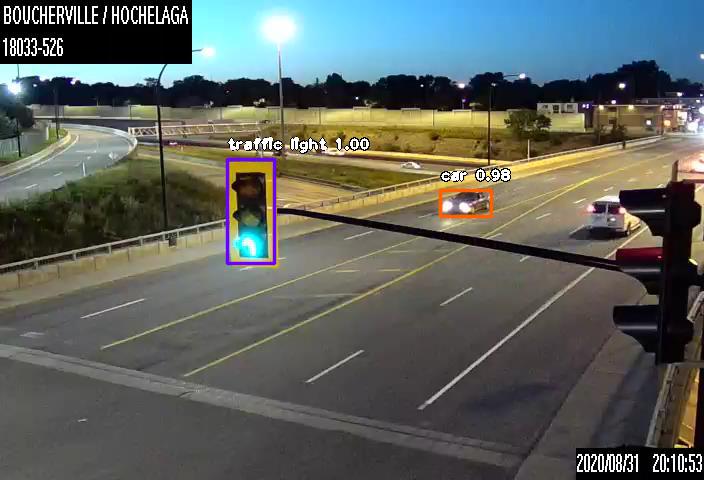 BOUCHERVILLE / HOCHELAGA
18033-526
traffic light 1.00
car 0.98
2020/08/31 20:10:53